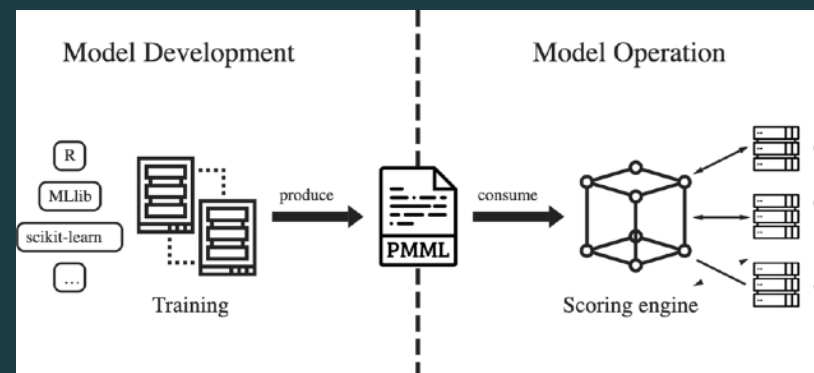 Model Development
Model Operation
R
MLlib
scikit-learn
...
produce
consume
PMML
Training
Scoring engine